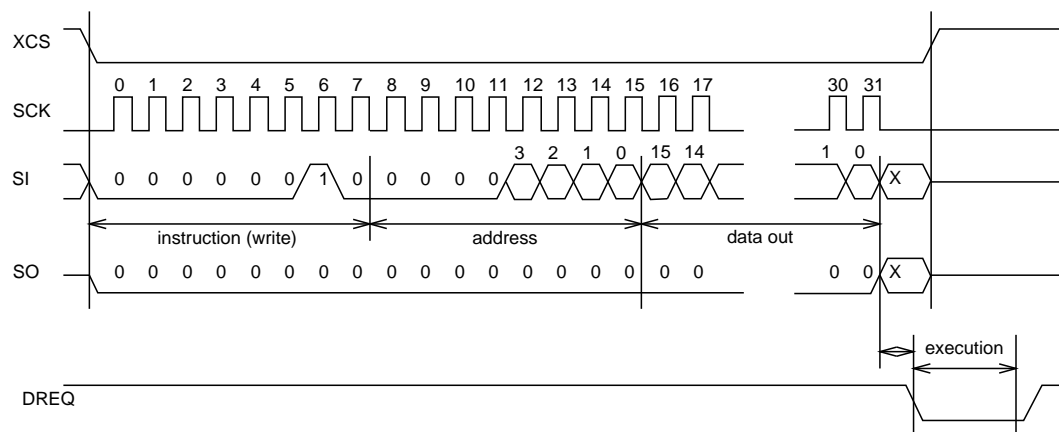 XCS
0 1 2 3 4 5 6 7 8 9 10 11 12 13 14 15 16 17 30 31
SCK
3 2 1 0 15 14 1 0
SI 0 0 0 0 0 0 1 0 0 0 0 0 X
instruction (write) address data out
SO 0 0 0 0 0 0 0 0 0 0 0 0 0 0 0 0 0 0 0 0 X
execution
DREQ